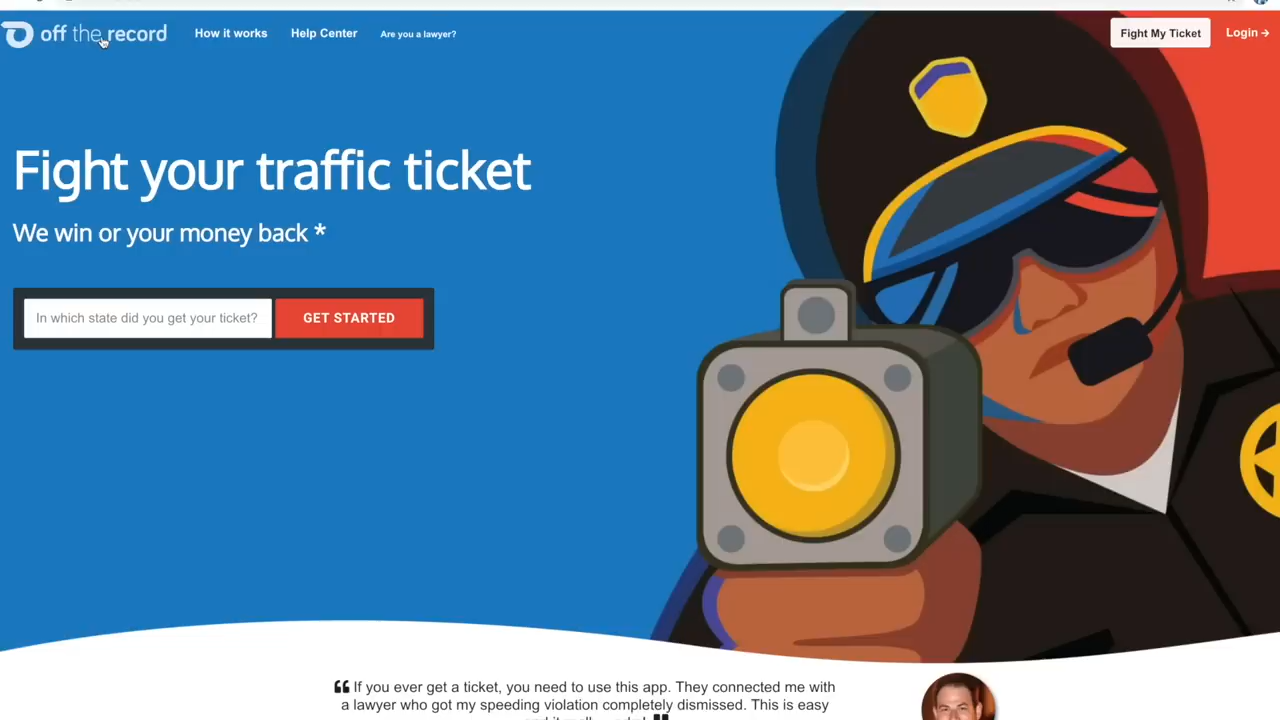 off the record
How it works
Help Center
Are you a lawyer?
Fight My Ticket
Login →
Fight your traffic ticket
We win or your money back *
In which state did you get your ticket?
GET STARTED
❝ If you ever get a ticket, you need to use this app. They connected me with
a lawyer who got my speeding violation completely dismissed. This is easy